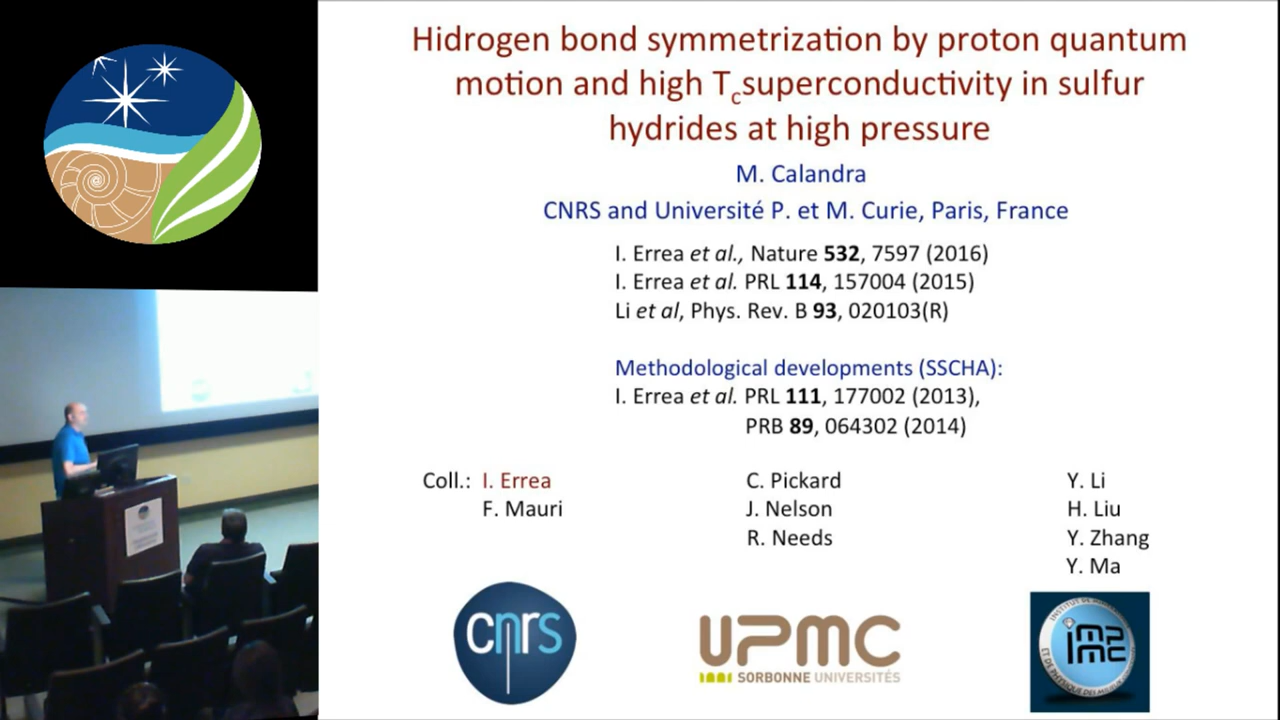 Hidrogen bond symmetrization by proton quantum
motion and high Tc superconductivity in sulfur
hydrides at high pressure
M. Calandra
CNRS and Université P. et M. Curie, Paris, France
I. Errea et al., Nature 532, 7597 (2016)
I. Errea et al. PRL 114, 157004 (2015)
Li et al, Phys. Rev. B 93, 020103(R)
Methodological developments (SSCHA):
I. Errea et al. PRL 111, 177002 (2013),
PRB 89, 064302 (2014)
Coll.: I. Errea C. Pickard Y. Li
F. Mauri J. Nelson H. Liu
R. Needs Y. Zhang
Y. Ma
cnrs
UPMC
SORBONNE UNIVERSITÉS
impmc